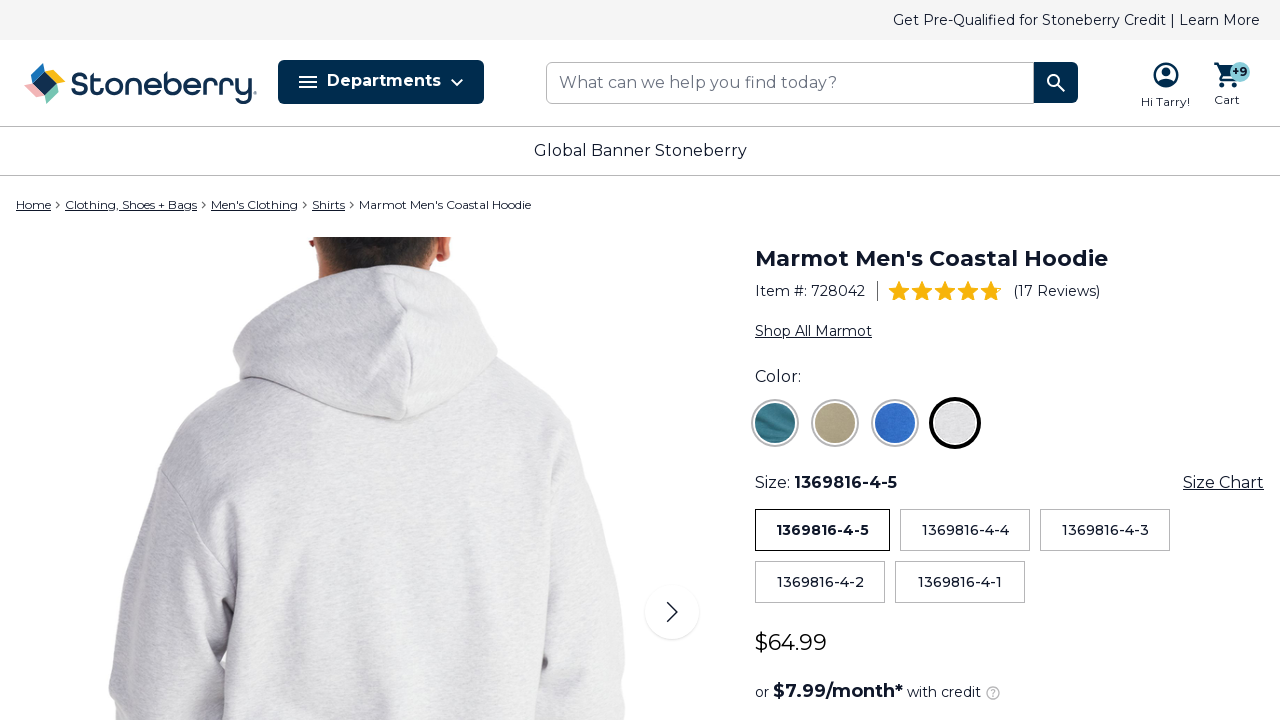 Get Pre-Qualified for Stoneberry Credit | Learn More
Stoneberry®
Departments
What can we help you find today?
Hi Tarry!
+9
Cart
Global Banner Stoneberry
Home > Clothing, Shoes + Bags > Men's Clothing > Shirts > Marmot Men's Coastal Hoodie
Marmot Men's Coastal Hoodie
Item #: 728042 | (17 Reviews)
Shop All Marmot
Color:
Size: 1369816-4-5 Size Chart
1369816-4-5 1369816-4-4 1369816-4-3
1369816-4-2 1369816-4-1
$64.99
or $7.99/month* with credit ?